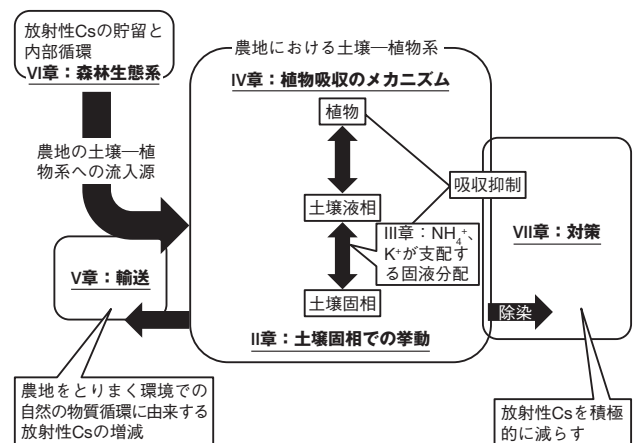 放射性Csの貯留と
内部循環
VI章：森林生態系
農地における土壌―植物系
IV章：植物吸収のメカニズム
植物
農地の土壌―植
物系への流入源
吸収抑制
土壌液相
III章：NH₄⁺、
K⁺が支配す
る固液分配
VII章：対策
V章：輸送
土壌固相
除染
II章：土壌固相での挙動
農地をとりまく環境での
自然の物質循環に由来する
放射性Csの増減
放射性Csを積極
的に減らす